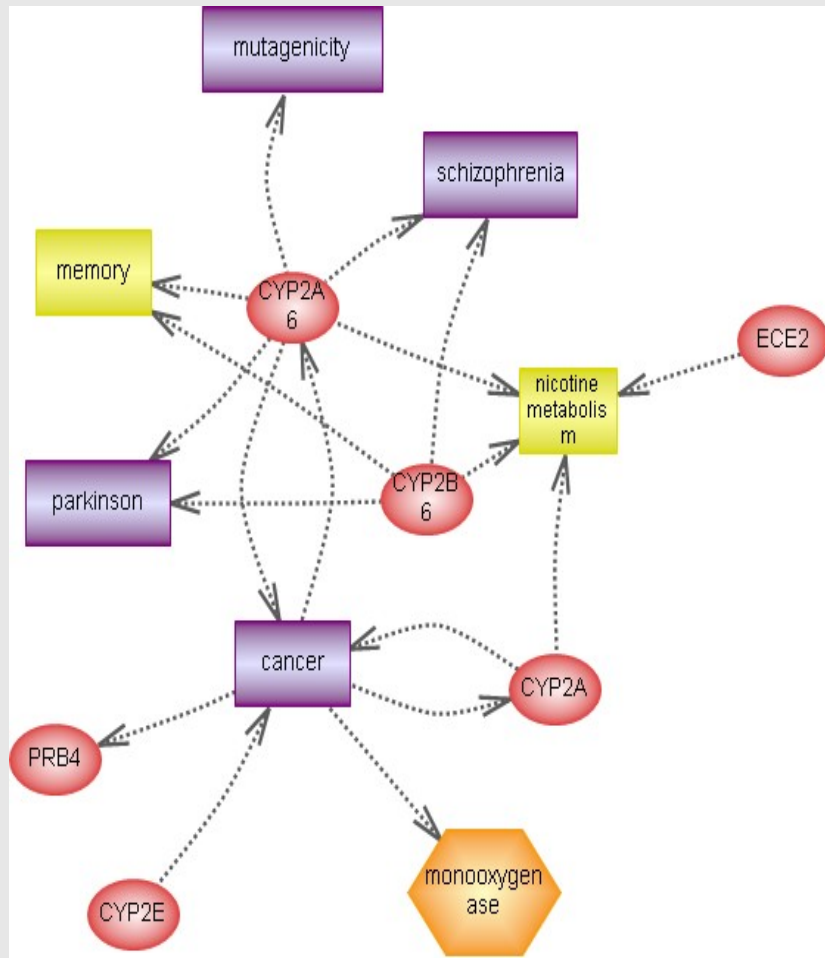 mutagenicity
schizophrenia
memory
CYP2A
6
ECE2
nicotine
metabolis
m
CYP2B
6
parkinson
cancer
CYP2A
PRB4
monooxygen
ase
CYP2E